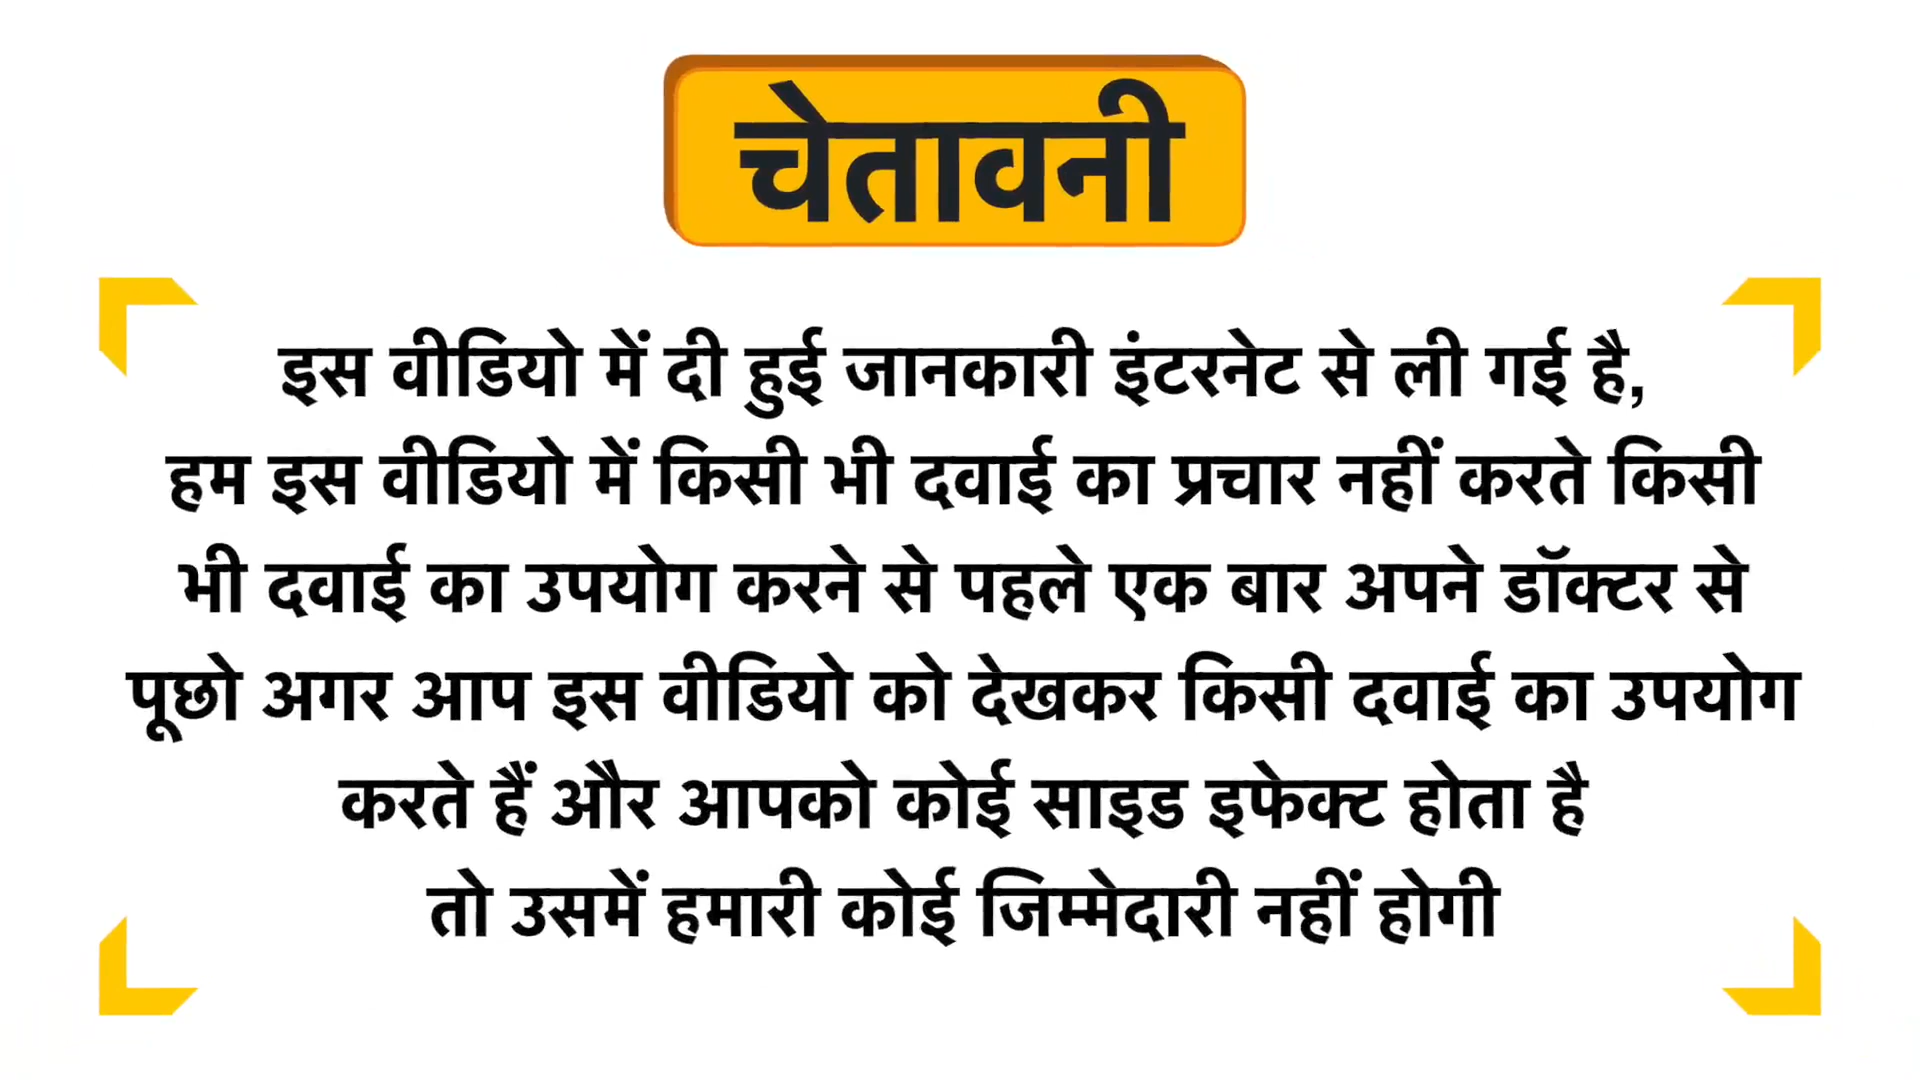 चेतावनी
इस वीडियो में दी हुई जानकारी इंटरनेट से ली गई है,
हम इस वीडियो में किसी भी दवाई का प्रचार नहीं करते किसी
भी दवाई का उपयोग करने से पहले एक बार अपने डॉक्टर से
पूछो अगर आप इस वीडियो को देखकर किसी दवाई का उपयोग
करते हैं और आपको कोई साइड इफेक्ट होता है
तो उसमें हमारी कोई जिम्मेदारी नहीं होगी